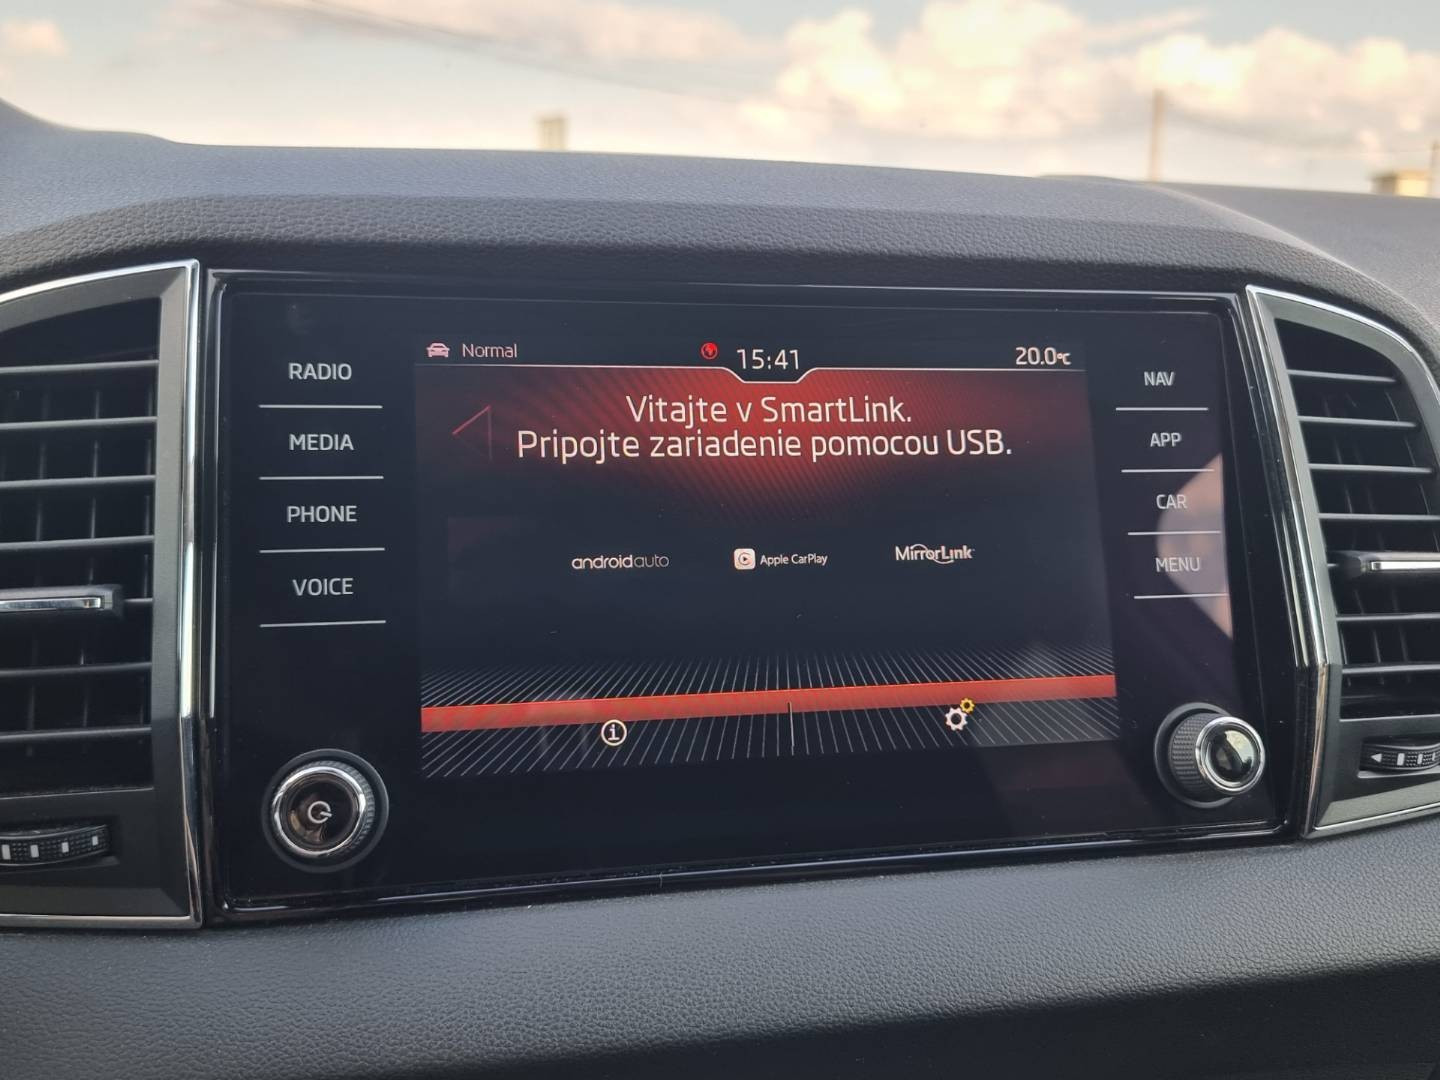 Normal
15:41
20.0°C
RADIO
MEDIA
PHONE
VOICE
Vitajte v SmartLink.
Pripojte zariadenie pomocou USB.
androidauto
Apple CarPlay
MirrorLink
NAV
APP
CAR
MENU